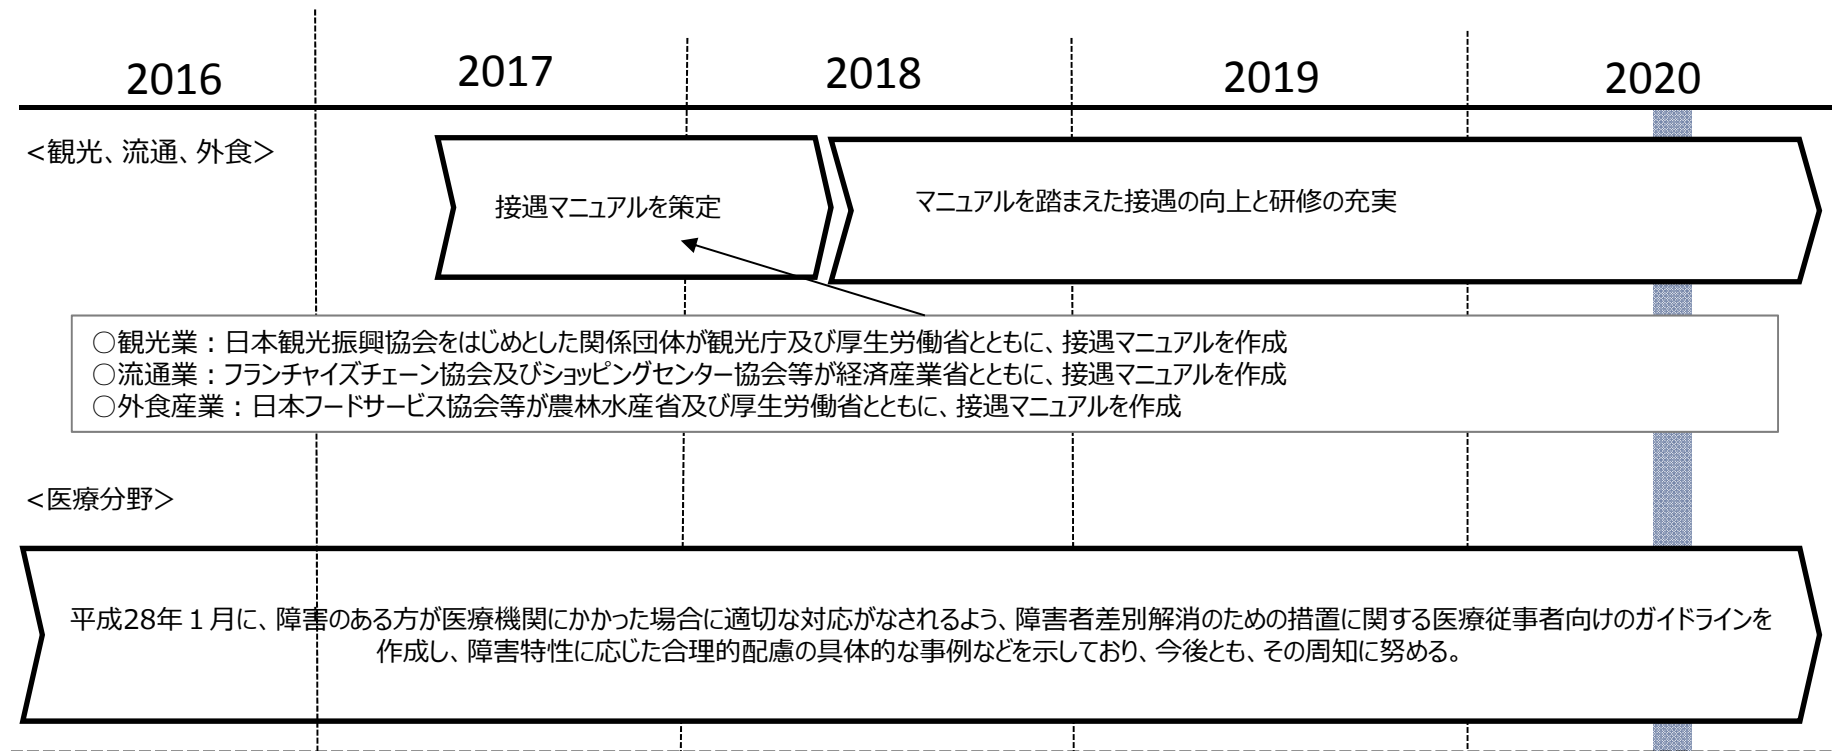 2016
2017
2018
2019
2020
<観光、流通、外食>
接遇マニュアルを策定
マニュアルを踏まえた接遇の向上と研修の充実
○観光業：日本観光振興協会をはじめとした関係団体が観光庁及び厚生労働省とともに、接遇マニュアルを作成
○流通業：フランチャイズチェーン協会及びショッピングセンター協会等が経済産業省とともに、接遇マニュアルを作成
○外食産業：日本フードサービス協会等が農林水産省及び厚生労働省とともに、接遇マニュアルを作成
<医療分野>
平成28年１月に、障害のある方が医療機関にかかった場合に適切な対応がなされるよう、障害者差別解消のための措置に関する医療従事者向けのガイドラインを
作成し、障害特性に応じた合理的配慮の具体的な事例などを示しており、今後とも、その周知に努める。